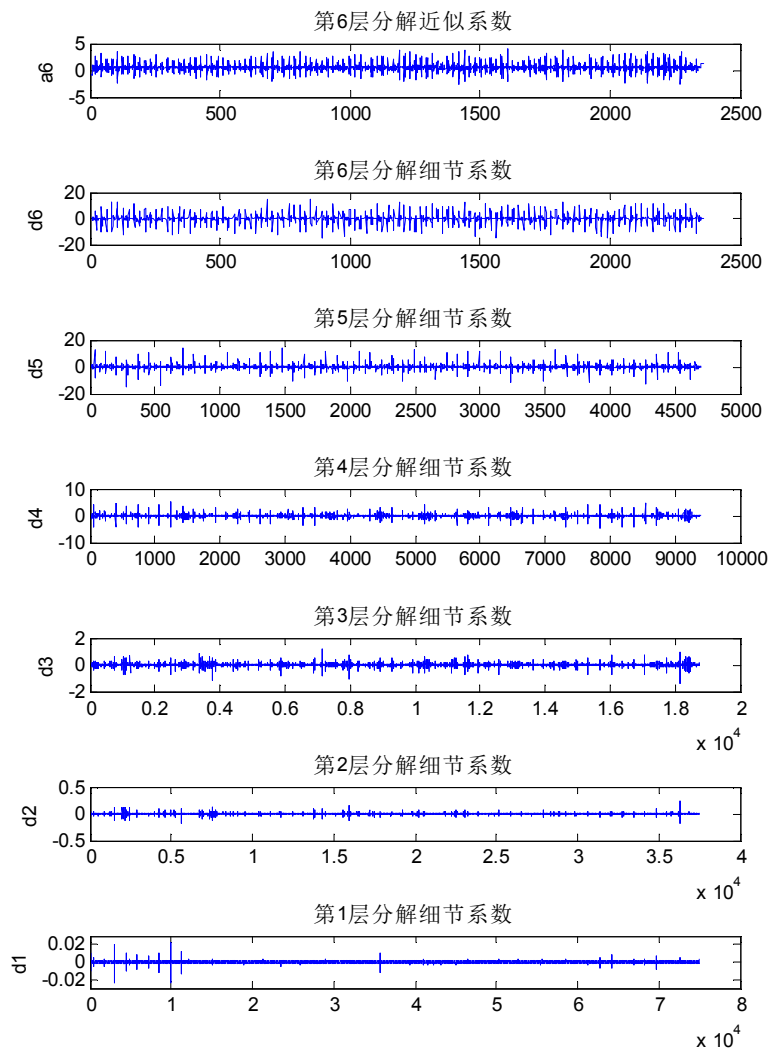 第6层分解近似系数
5
0
-5
a6
0 500 1000 1500 2000 2500
第6层分解细节系数
20
0
-20
d6
0 500 1000 1500 2000 2500
第5层分解细节系数
20
0
-20
d5
0 500 1000 1500 2000 2500 3000 3500 4000 4500 5000
第4层分解细节系数
10
0
-10
d4
0 1000 2000 3000 4000 5000 6000 7000 8000 9000 10000
第3层分解细节系数
2
0
-2
d3
0 0.2 0.4 0.6 0.8 1 1.2 1.4 1.6 1.8 2
x 10^4
第2层分解细节系数
0.5
0
-0.5
d2
0 0.5 1 1.5 2 2.5 3 3.5 4
x 10^4
第1层分解细节系数
0.02
0
-0.02
d1
0 1 2 3 4 5 6 7 8
x 10^4